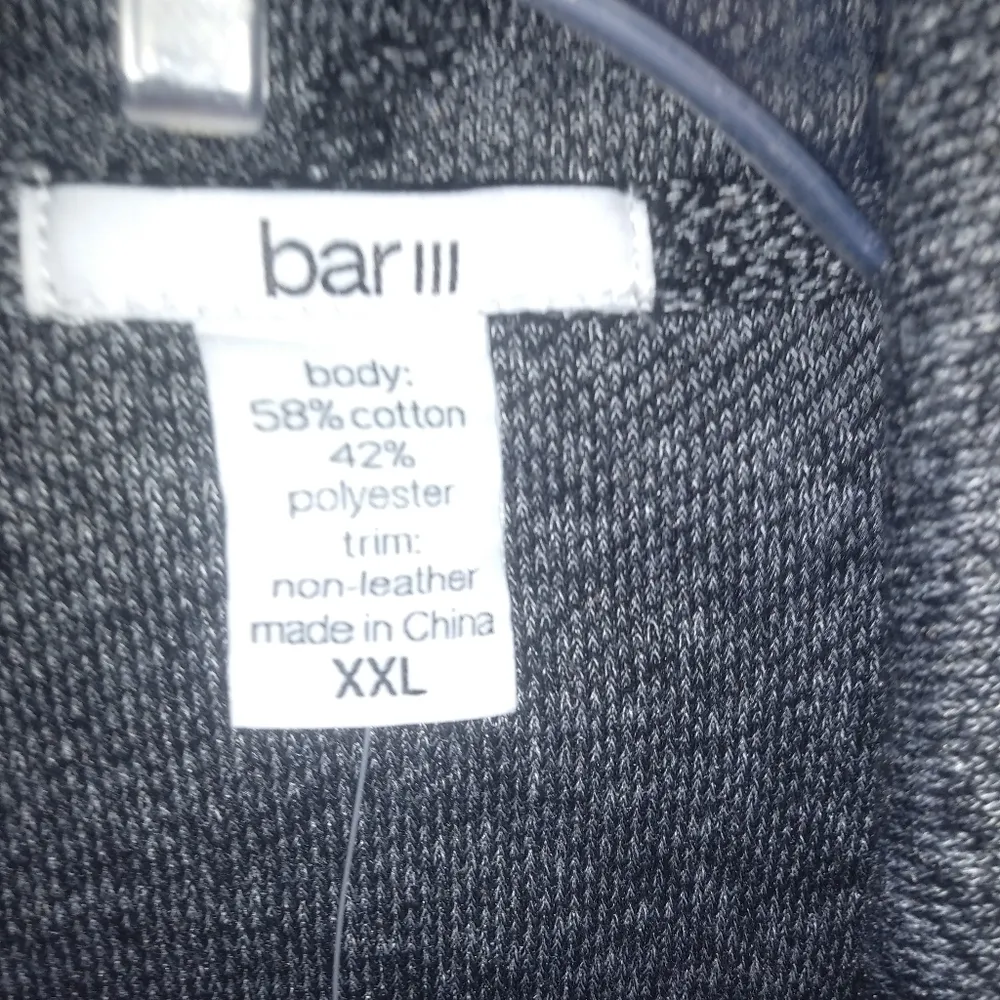 bar III
body:
58% cotton
42%
polyester
trim:
non-leather
made in China
XXL